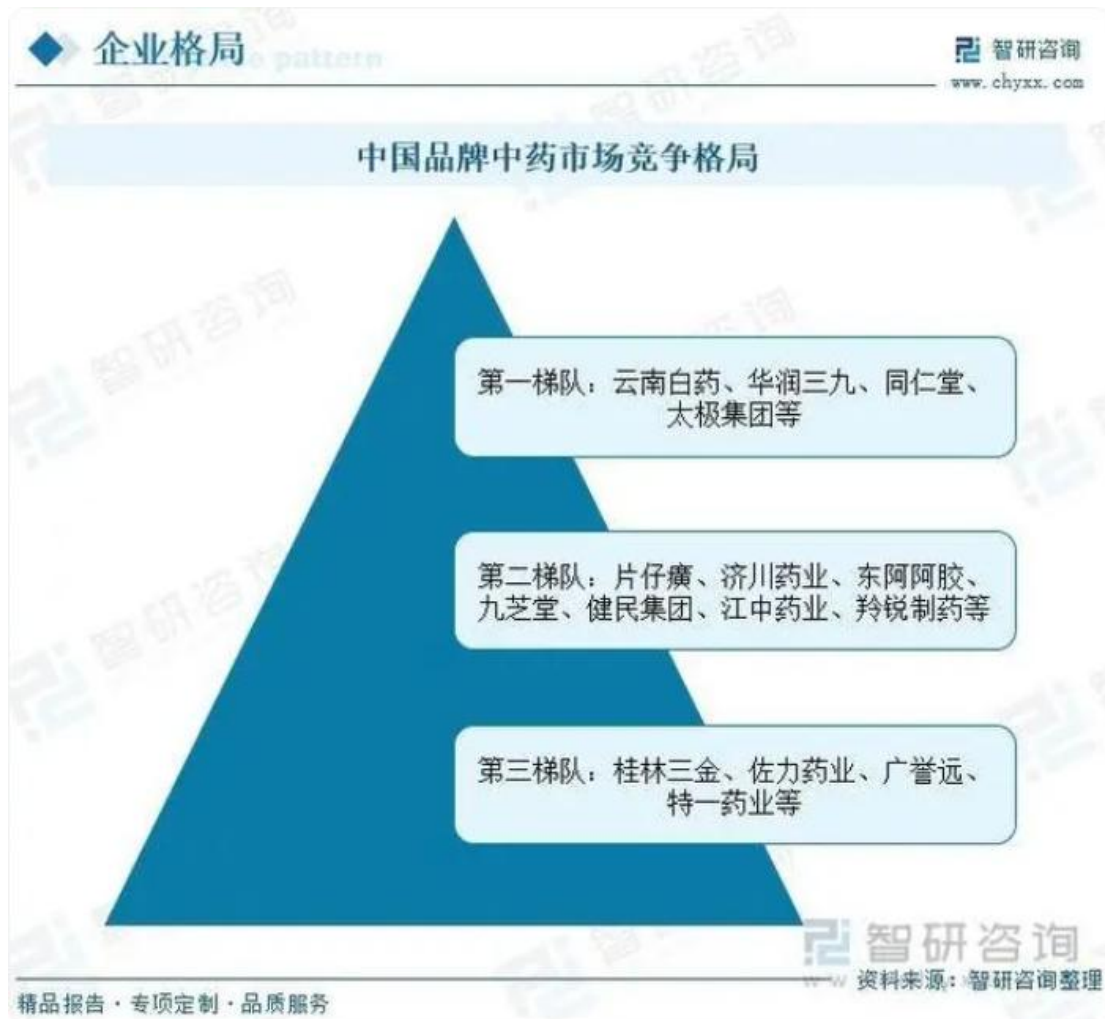 企业格局
pattern
智研咨询
www.chyxx.com
中国品牌中药市场竞争格局
第一梯队：云南白药、华润三九、同仁堂、
太极集团等
第二梯队：片仔癀、济川药业、东阿阿胶、
九芝堂、健民集团、江中药业、羚锐制药等
第三梯队：桂林三金、佐力药业、广誉远、
特一药业等
智研咨询
资料来源：智研咨询整理
精品报告·专项定制·品质服务